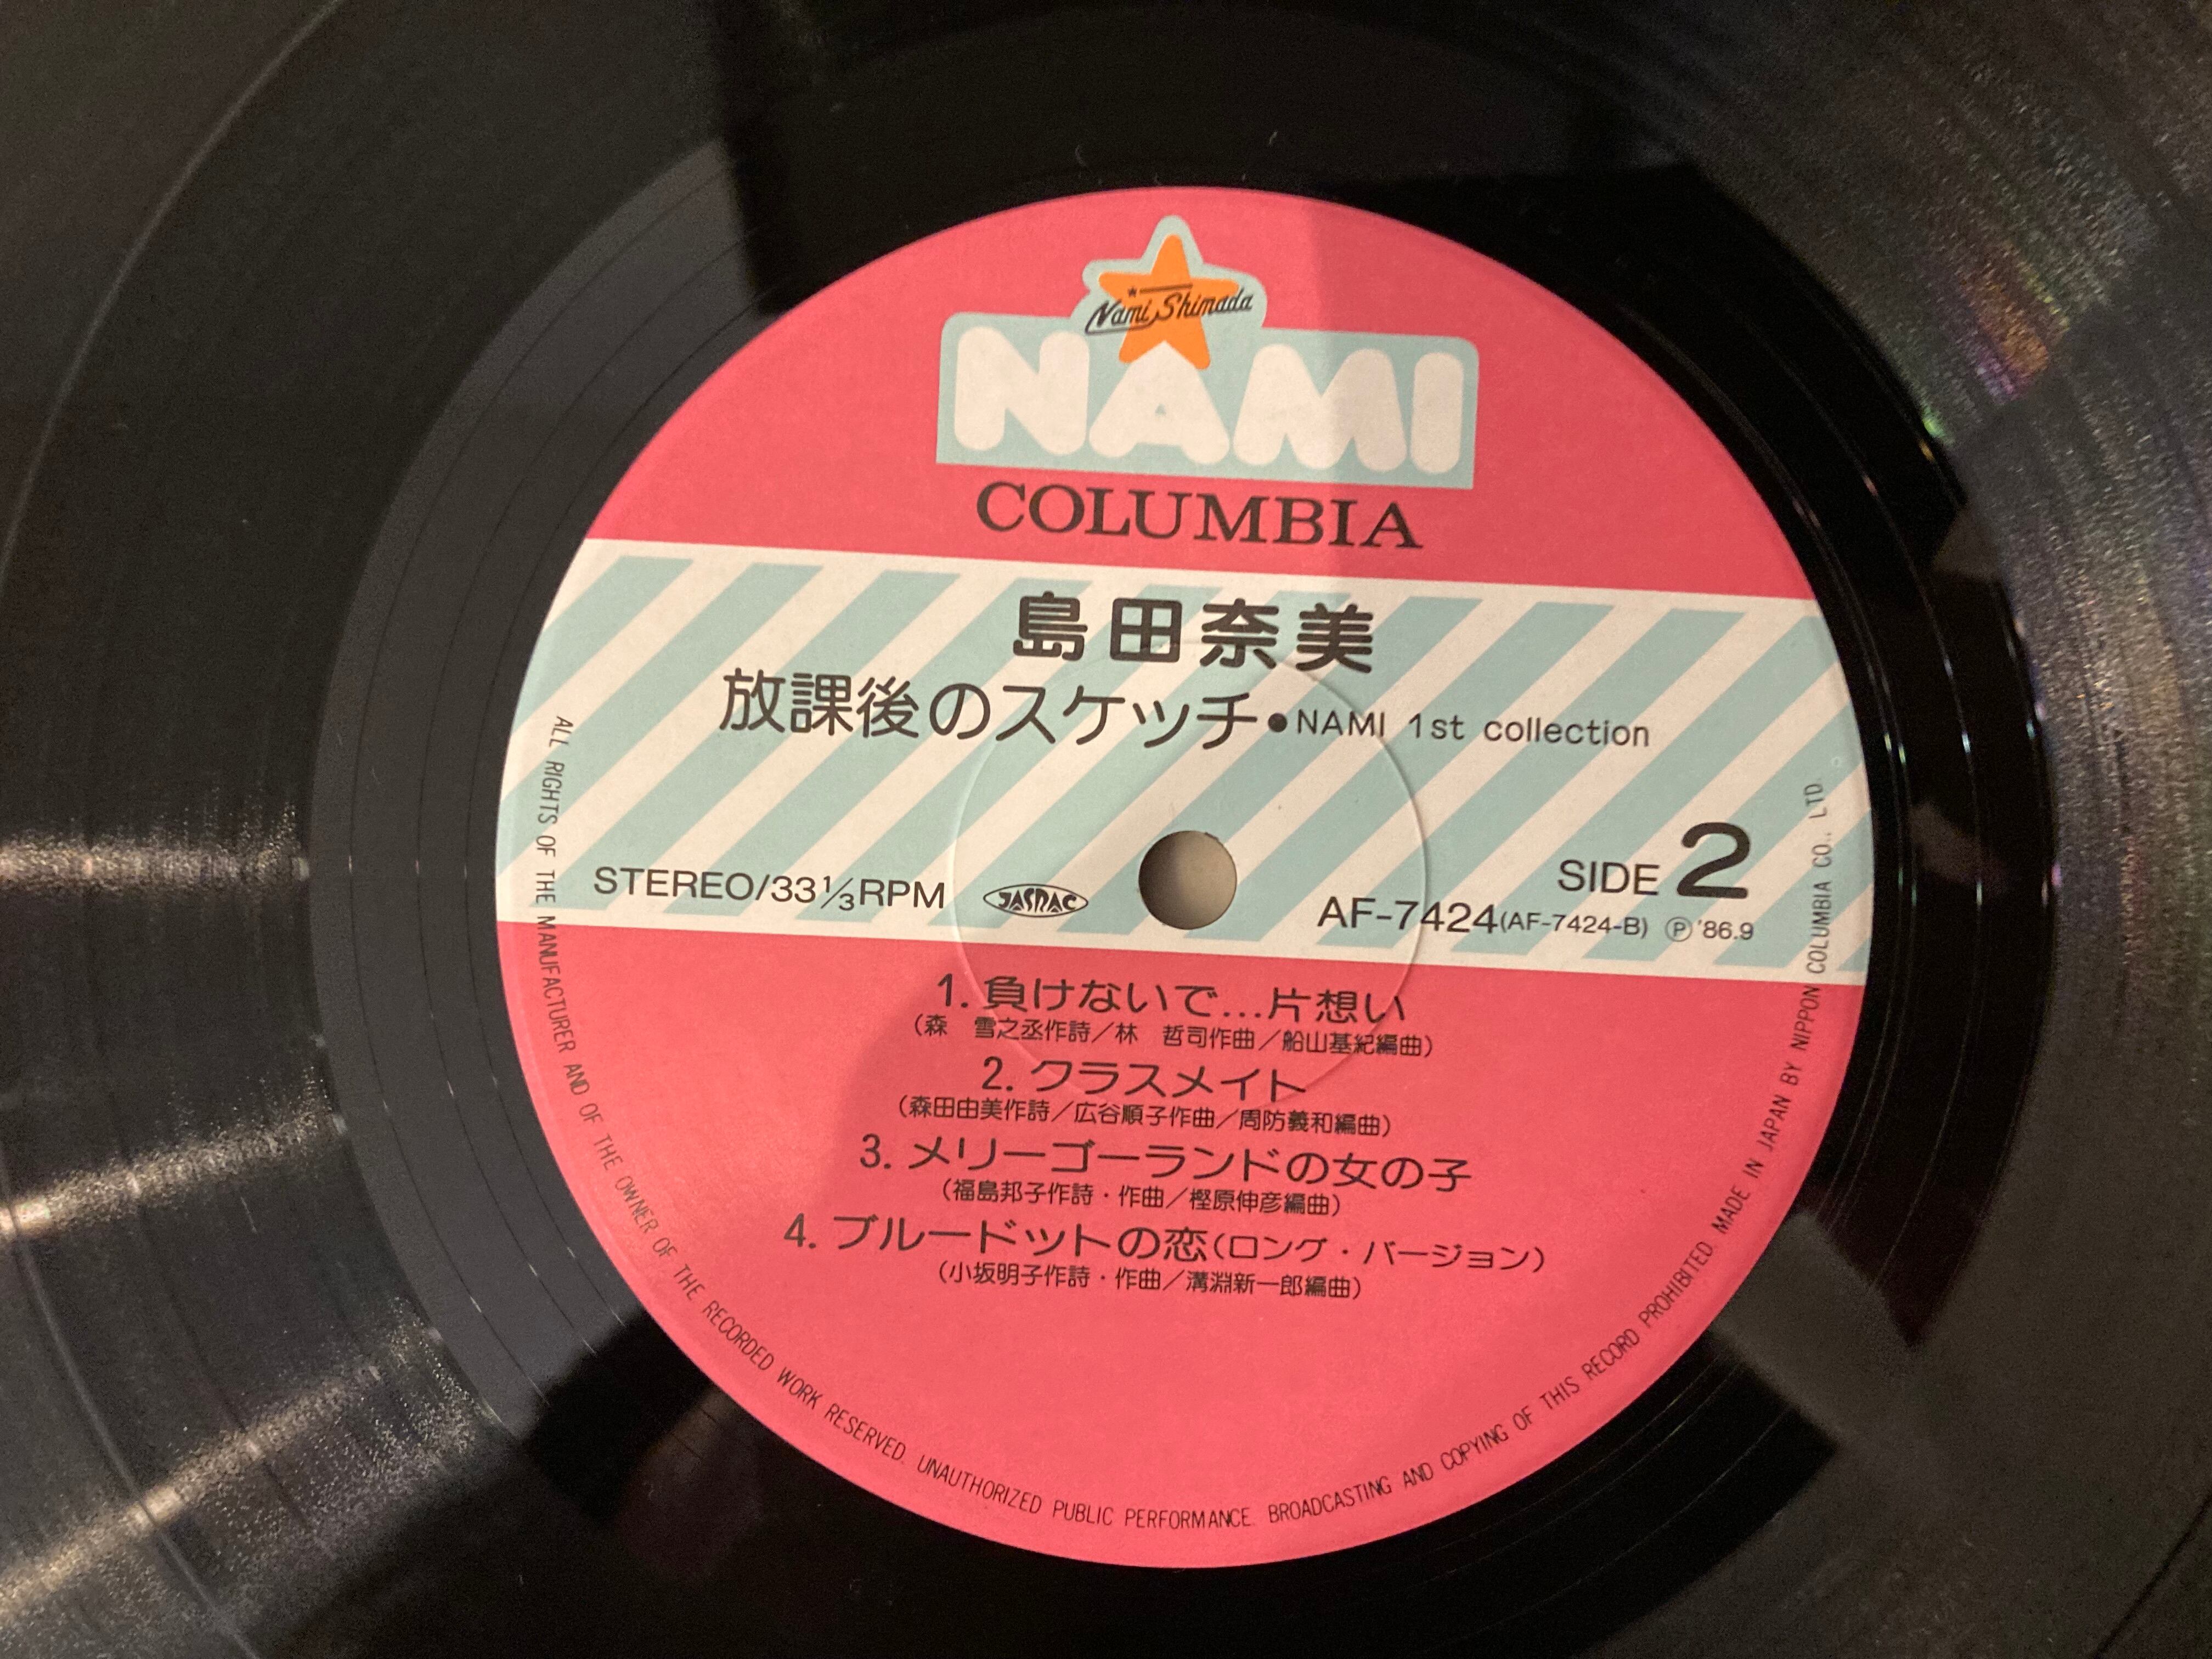 Nami Shimada
NAMI
COLUMBIA
島田奈美
放課後のスケッチ●NAMI 1st collection
SIDE 2
STEREO/33⅓RPM
JASRAC
AF-7424(AF-7424-B) Ⓟ'86.9
1. 負けないで…片想い
(森　雪之丞作詩/林　哲司作曲/船山基紀編曲)
2. クラスメイト
(森田由美作詩/広谷順子作曲/周防義和編曲)
3. メリーゴーランドの女の子
(福島邦子作詩・作曲/樫原伸彦編曲)
4. ブルードットの恋(ロング・バージョン)
(小坂明子作詩・作曲/溝淵新一郎編曲)
ALL RIGHTS OF THE MANUFACTURER AND OF THE OWNER OF THE RECORDED WORK RESERVED. UNAUTHORIZED PUBLIC PERFORMANCE. BROADCASTING AND COPYING OF THIS RECORD PROHIBITED MADE IN JAPAN BY NIPPON COLUMBIA CO., LTD.